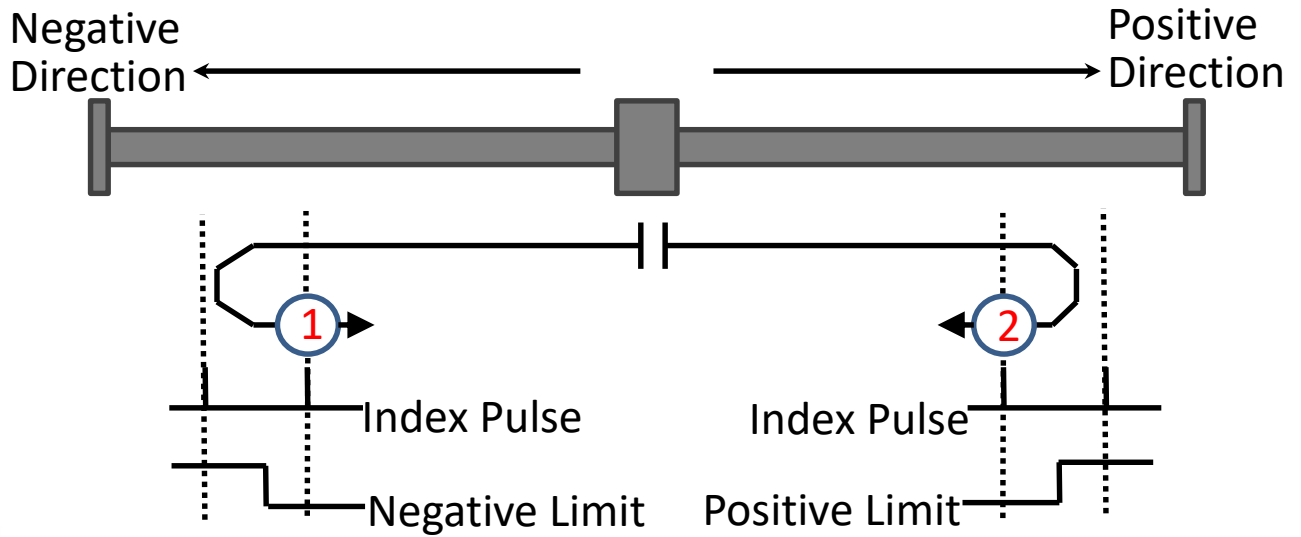 Negative
Direction
Positive
Direction
1
2
Index Pulse
Index Pulse
Negative Limit
Positive Limit